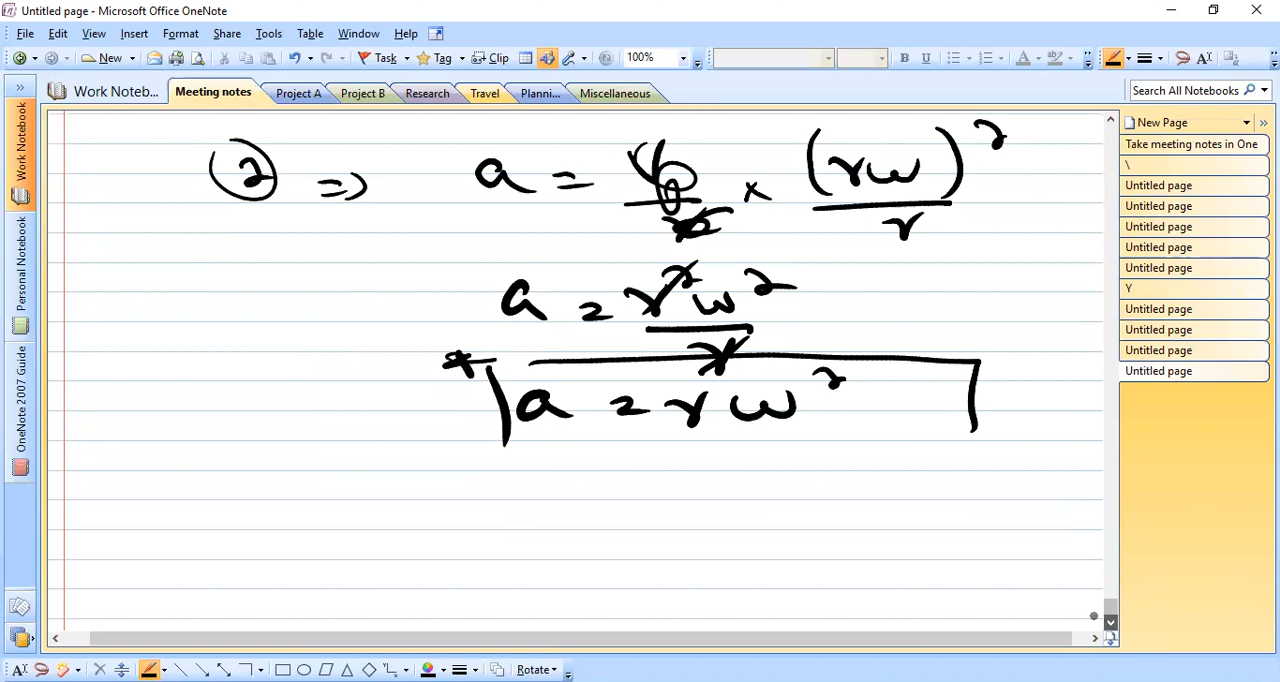 Untitled page - Microsoft Office OneNote
File Edit View Insert Format Share Tools Table Window Help
New Task Tag Clip 100% B U A ab A
» Work Noteb... Meeting notes Project A Project B Research Travel Planni... Miscellaneous Search All Notebooks
Work Notebook
Personal Notebook
OneNote 2007 Guide
New Page »
Take meeting notes in One
\
Untitled page
Untitled page
Untitled page
Untitled page
Untitled page
Y
Untitled page
Untitled page
Untitled page
Untitled page
② => a = × (rω)² / r
a = r²ω² / r
* a = rω²
A Rotate